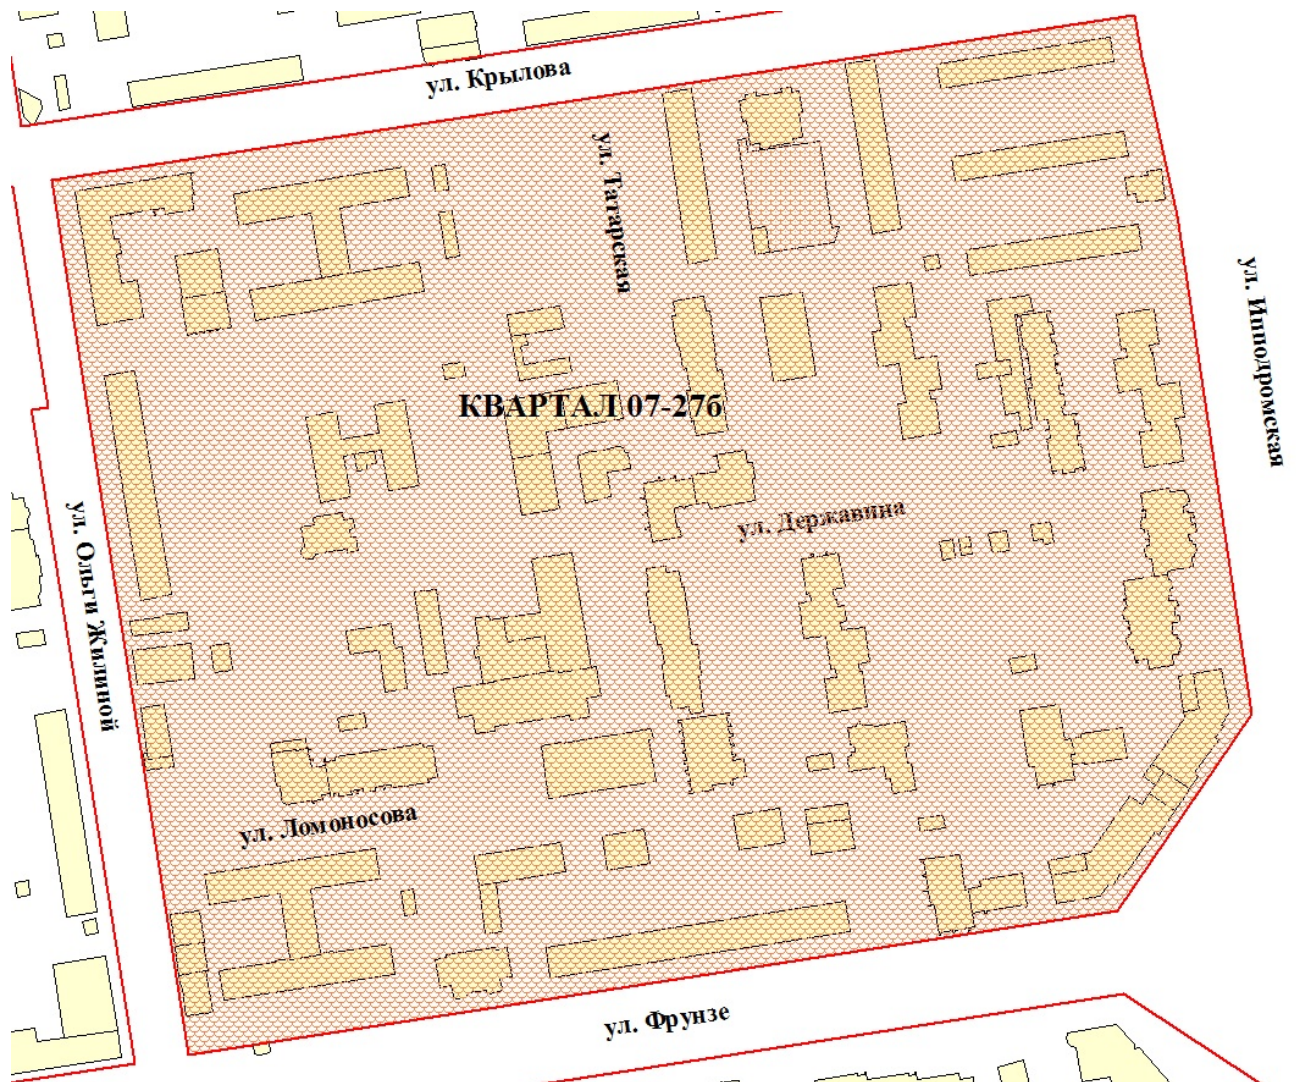 ул. Крылова
ул. Татарская
ул. Ипподромская
КВАРТАЛ 07-27б
ул. Державина
ул. Ольги Жилиной
ул. Ломоносова
ул. Фрунзе